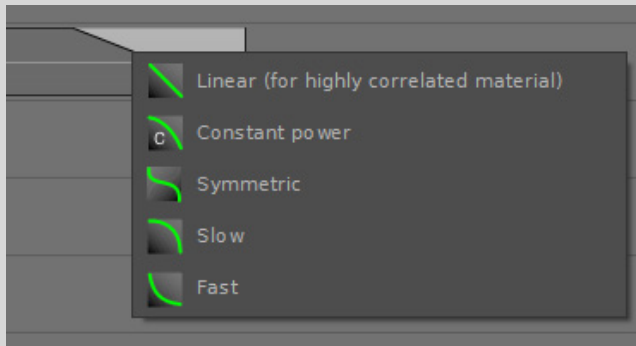 Linear (for highly correlated material)
C Constant power
Symmetric
Slow
Fast